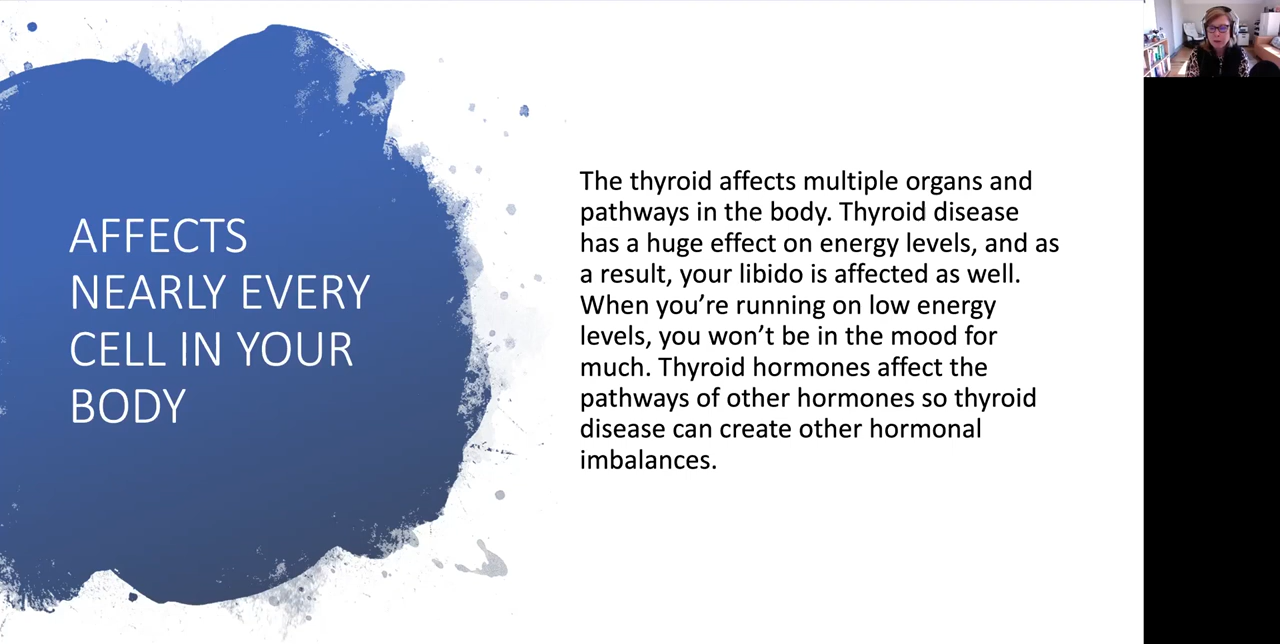 AFFECTS
NEARLY EVERY
CELL IN YOUR
BODY
The thyroid affects multiple organs and
pathways in the body. Thyroid disease
has a huge effect on energy levels, and as
a result, your libido is affected as well.
When you’re running on low energy
levels, you won’t be in the mood for
much. Thyroid hormones affect the
pathways of other hormones so thyroid
disease can create other hormonal
imbalances.